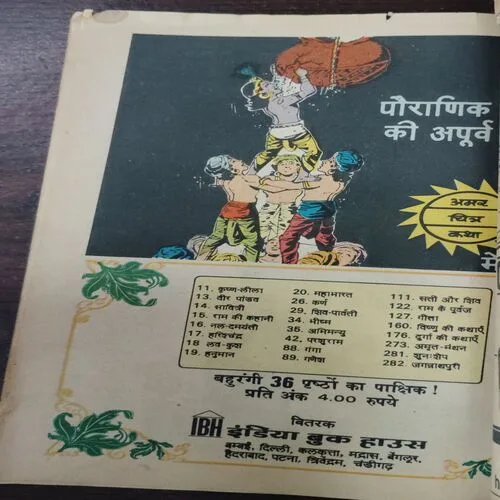 पौराणिक
की अपूर्व
अमर
चित्र
कथा
में
11. कृष्ण-लीला
13. वीर पांडव
14. सावित्री
15. राम की कहानी
16. नल-दमयंती
17. हरिश्चंद्र
18. लव-कुश
19. हनुमान
20. महाभारत
26. कर्ण
29. शिव-पार्वती
34. भीष्म
35. अभिमन्यु
42. परशुराम
88. गंगा
89. गणेश
111. सती और शिव
122. राम के पूर्वज
127. गीता
160. विष्णु की कथाएँ
176. दुर्गा की कथाएँ
273. अमृत-मंथन
281. शुनःशेप
282. जगन्नाथपुरी
बहुरंगी 36 पृष्ठों का पाक्षिक !
प्रति अंक 4.00 रुपये
वितरक
IBH इंडिया बुक हाउस
बम्बई, दिल्ली, कलकत्ता, मद्रास, बेंगलूर,
हैदराबाद, पटना, त्रिवेंद्रम, चंडीगढ़